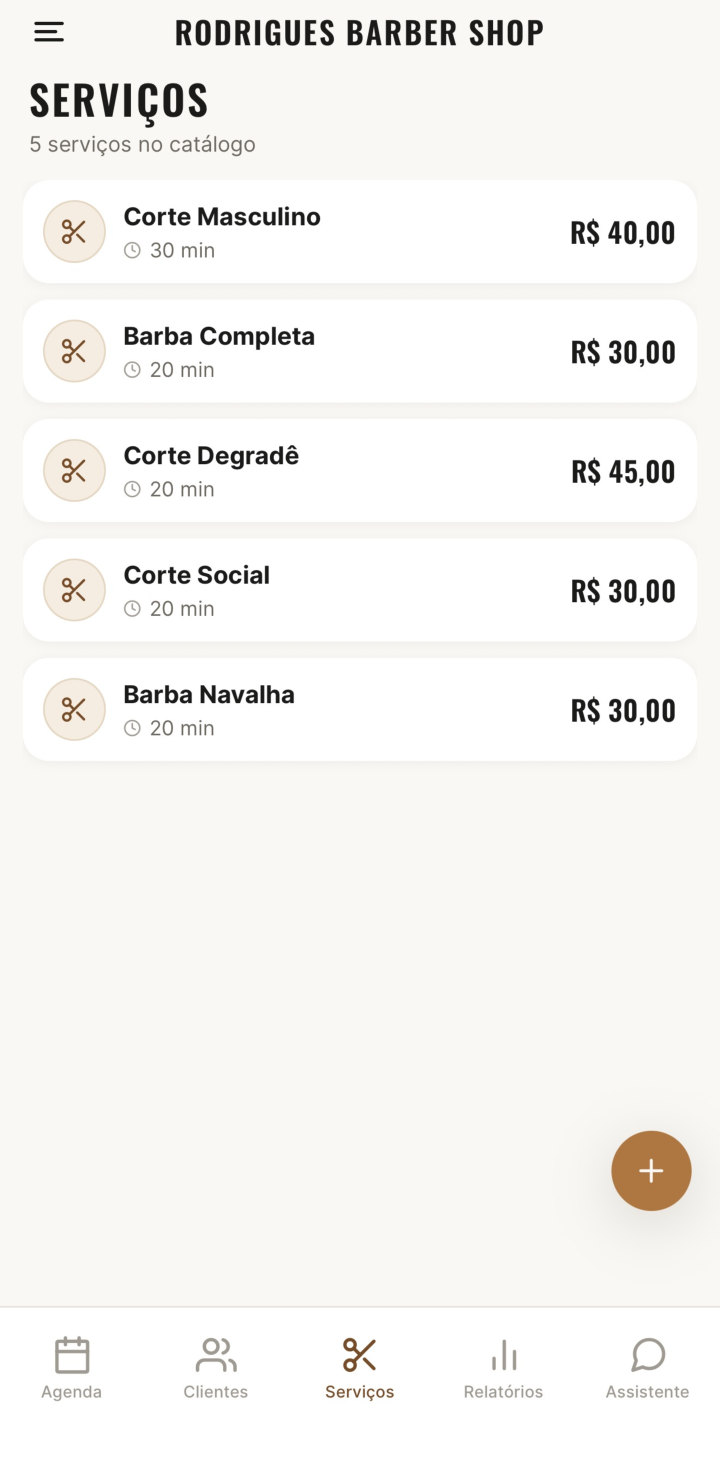 RODRIGUES BARBER SHOP
SERVIÇOS
5 serviços no catálogo
Corte Masculino
30 min
R$ 40,00
Barba Completa
20 min
R$ 30,00
Corte Degradê
20 min
R$ 45,00
Corte Social
20 min
R$ 30,00
Barba Navalha
20 min
R$ 30,00
Agenda
Clientes
Serviços
Relatórios
Assistente